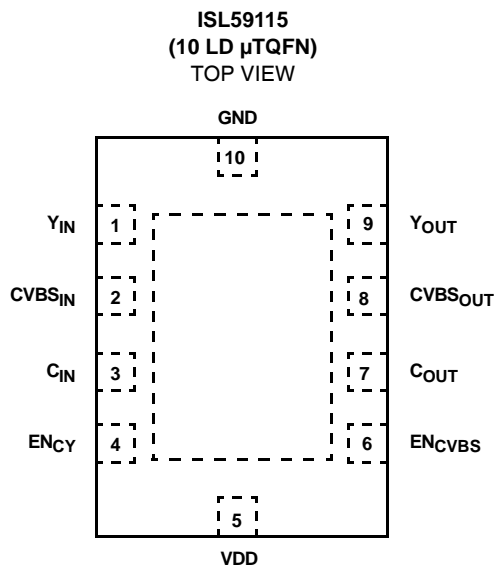 ISL59115
(10 LD µTQFN)
TOP VIEW
GND
10
YIN 1 9 YOUT
CVBSIN 2 8 CVBSOUT
CIN 3 7 COUT
ENCY 4 6 ENCVBS
5
VDD